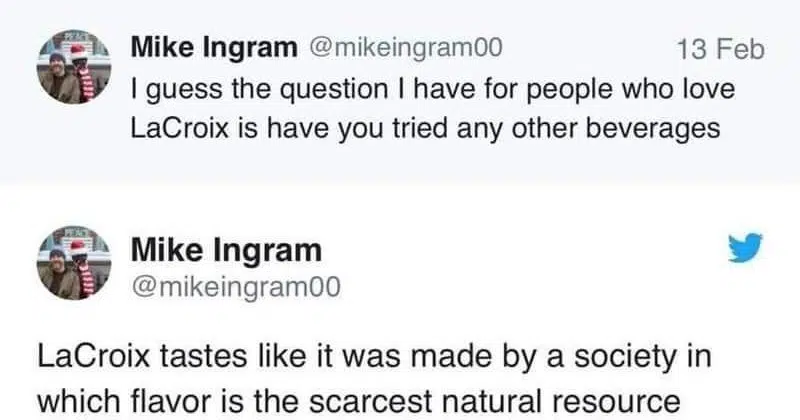 Mike Ingram @mikeingram00 13 Feb
I guess the question I have for people who love
LaCroix is have you tried any other beverages
Mike Ingram
@mikeingram00
LaCroix tastes like it was made by a society in
which flavor is the scarcest natural resource